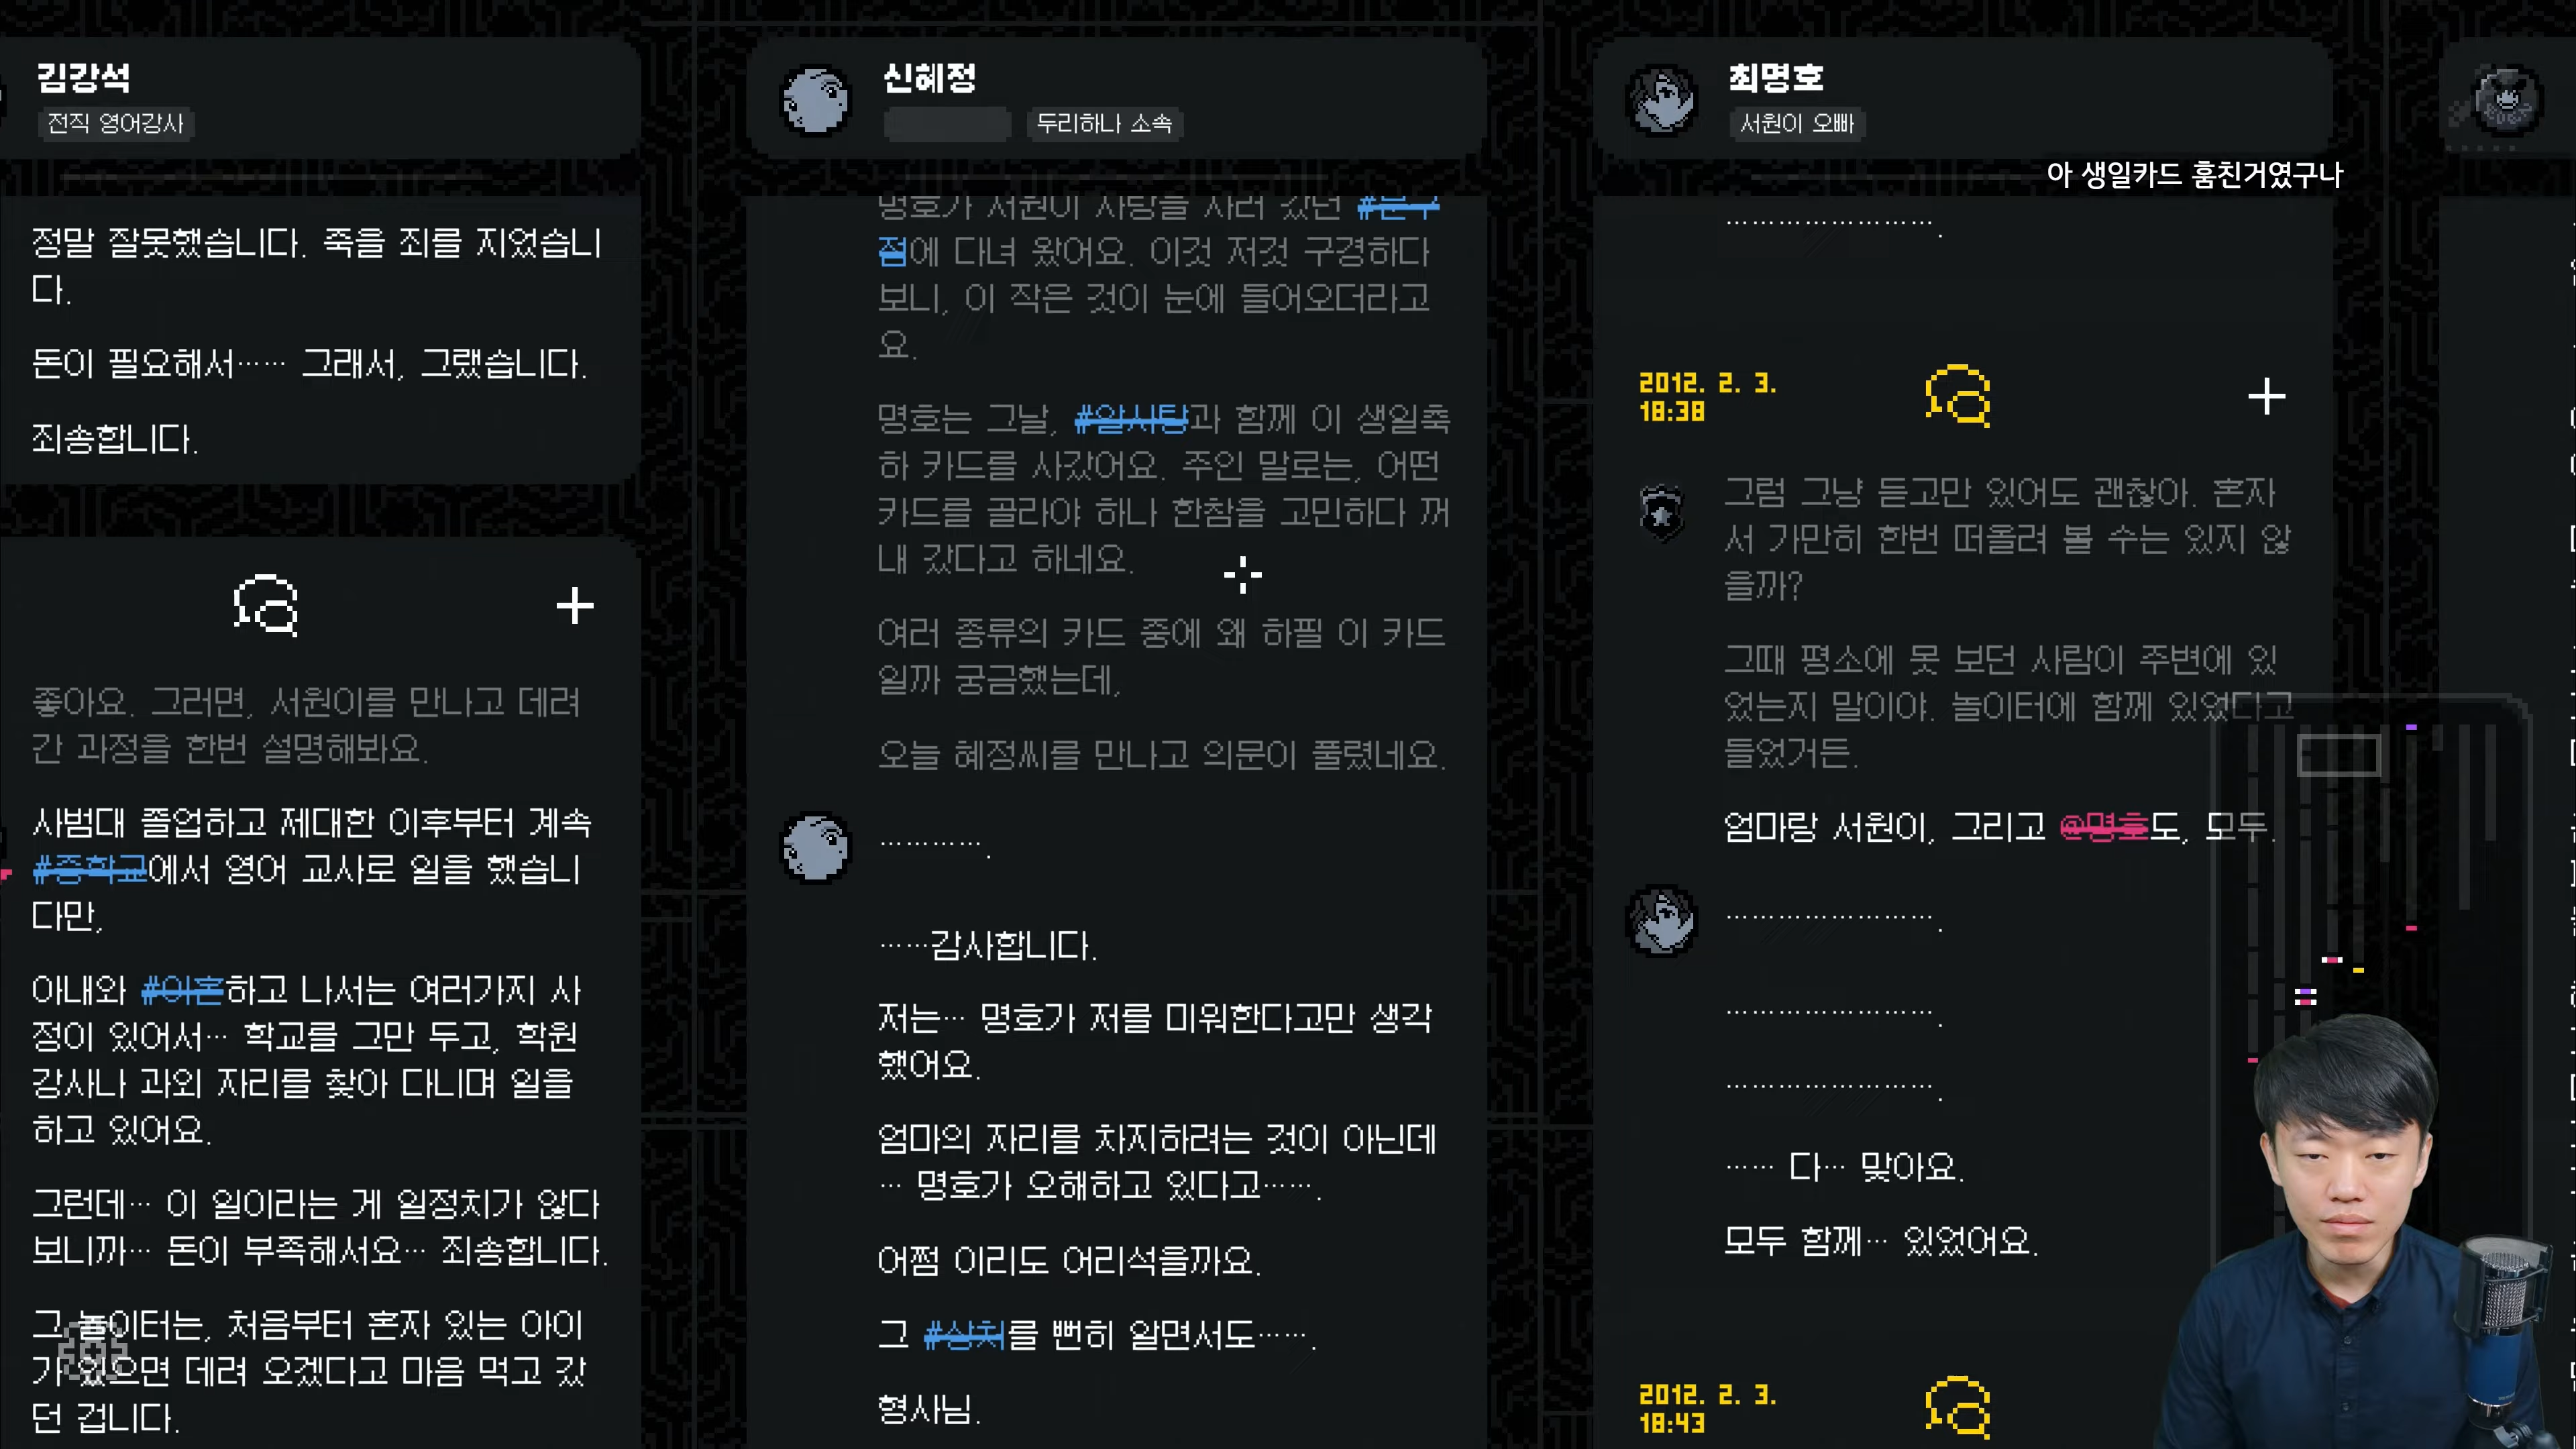 김강석
전직 영어강사
정말 잘못했습니다. 죽을 죄를 지었습니
다.
돈이 필요해서…… 그래서, 그랬습니다.
죄송합니다.
좋아요. 그러면, 서원이를 만나고 데려
간 과정을 한번 설명해봐요.
사범대 졸업하고 제대한 이후부터 계속
#중학교에서 영어 교사로 일을 했습니
다만,
아내와 #이혼하고 나서는 여러가지 사
정이 있어서… 학교를 그만 두고, 학원
강사나 과외 자리를 찾아 다니며 일을
하고 있어요.
그런데… 이 일이라는 게 일정치가 않다
보니까… 돈이 부족해서요… 죄송합니다.
그 놀이터는, 처음부터 혼자 있는 아이
가 있으면 데려 오겠다고 마음 먹고 갔
던 겁니다.
신혜정
두리하나 소속
명호가 서원이 사탕을 사러 갔던 #문구
점에 다녀 왔어요. 이것 저것 구경하다
보니, 이 작은 것이 눈에 들어오더라고
요.
명호는 그날, #알사탕과 함께 이 생일축
하 카드를 사갔어요. 주인 말로는, 어떤
카드를 골라야 하나 한참을 고민하다 꺼
내 갔다고 하네요.
여러 종류의 카드 중에 왜 하필 이 카드
일까 궁금했는데,
오늘 혜정씨를 만나고 의문이 풀렸네요.
………….
……감사합니다.
저는… 명호가 저를 미워한다고만 생각
했어요.
엄마의 자리를 차지하려는 것이 아닌데
… 명호가 오해하고 있다고…….
어쩜 이리도 어리석을까요.
그 #상처를 뻔히 알면서도…….
형사님.
최명호
서원이 오빠
아 생일카드 훔친거였구나
……………………….
2012. 2. 3.
18:38
그럼 그냥 듣고만 있어도 괜찮아. 혼자
서 가만히 한번 떠올려 볼 수는 있지 않
을까?
그때 평소에 못 보던 사람이 주변에 있
었는지 말이야. 놀이터에 함께 있었다고
들었거든.
엄마랑 서원이, 그리고 @명호도, 모두.
……………………….
……………………….
……………………….
…… 다… 맞아요.
모두 함께… 있었어요.
2012. 2. 3.
18:43